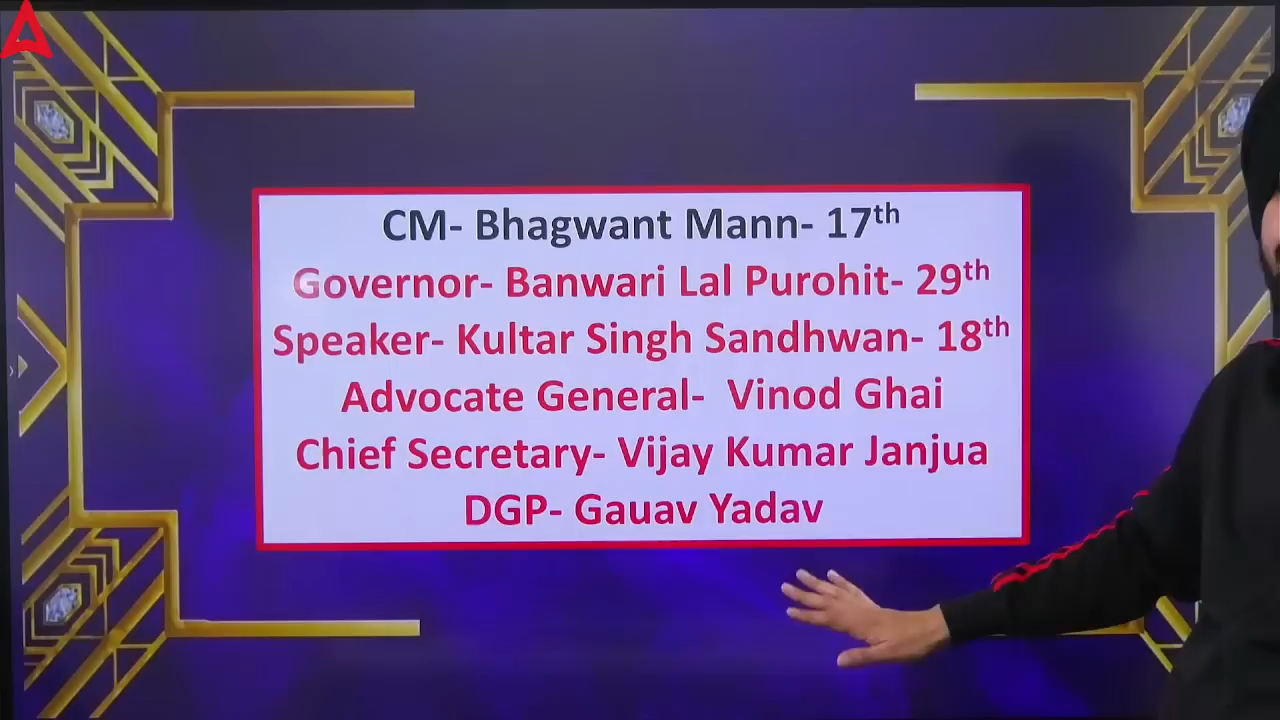 CM- Bhagwant Mann- 17th
Governor- Banwari Lal Purohit- 29th
Speaker- Kultar Singh Sandhwan- 18th
Advocate General- Vinod Ghai
Chief Secretary- Vijay Kumar Janjua
DGP- Gauav Yadav